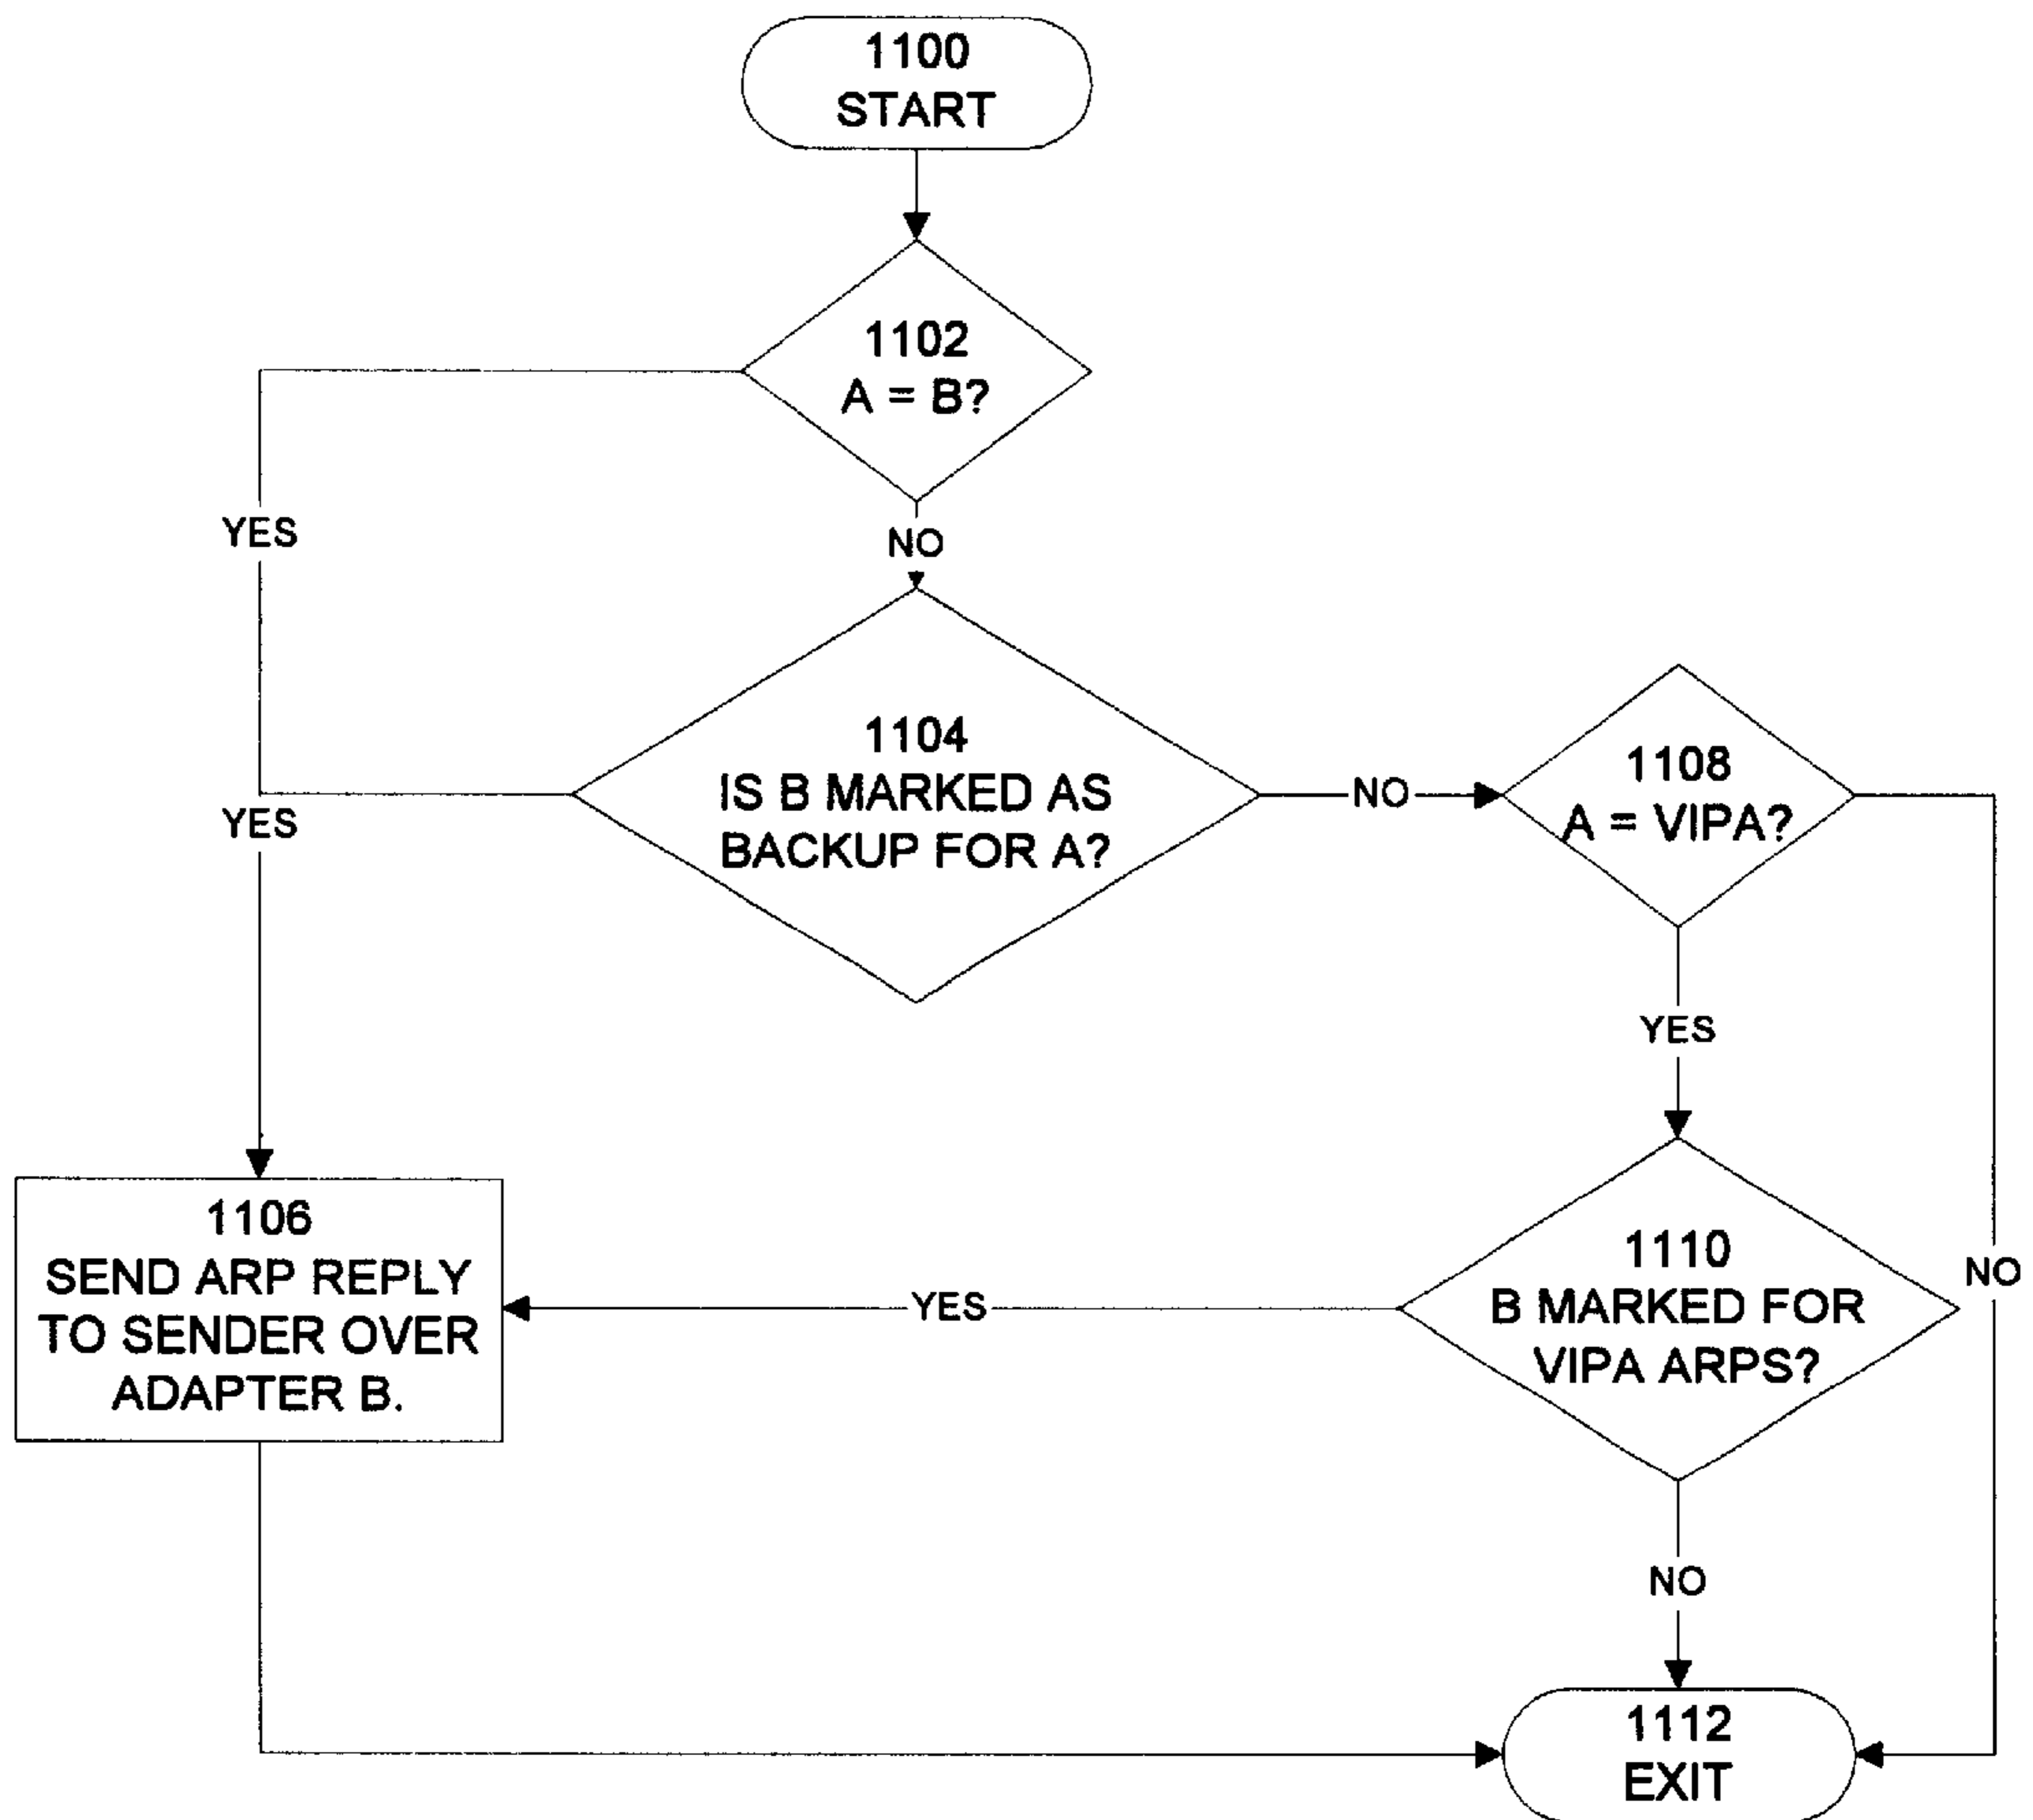 1100
START
1102
A = B?
YES
NO
1104
IS B MARKED AS
BACKUP FOR A?
NO
1108
A = VIPA?
YES
YES
1106
SEND ARP REPLY
TO SENDER OVER
ADAPTER B.
YES
1110
B MARKED FOR
VIPA ARPS?
NO
NO
1112
EXIT